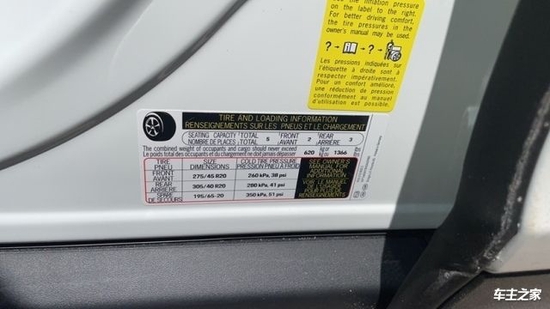 the inflation pressure
on the label to the right.
For better driving comfort,
the tire pressures in the
owner's manual may be used.
? → → ? →
Les pressions indiquées sur
l'étiquette à droite sont à
respecter impérativement.
Pour un confort amélioré,
une réduction de pression
conformément au manuel
d'utilisation est possible.
TIRE AND LOADING INFORMATION
RENSEIGNEMENTS SUR LES PNEUS ET LE CHARGEMENT
SEATING CAPACITY TOTAL 5 FRONT 2 REAR 3
NOMBRE DE PLACES TOTAL AVANT ARRIÈRE
The combined weight of occupants and cargo should never exceed 620 kg or 1366
Le poids total des occupants et du chargement ne doit jamais dépasser kg ou
TIRE SIZE COLD TIRE PRESSURE SEE OWNER'S
PNEU DIMENSIONS PRESSION PNEU À FROID MANUAL FOR
FRONT ADDITIONAL
AVANT 275/45 R20 260 kPa, 38 psi INFORMATION
REAR VOIR LE MANUEL
ARRIÈRE 305/40 R20 280 kPa, 41 psi
SPARE POUR PLUS DE
DE SECOURS 195/65-20 350 kPa, 51 psi RENSEIGNEMENTS
车主之家